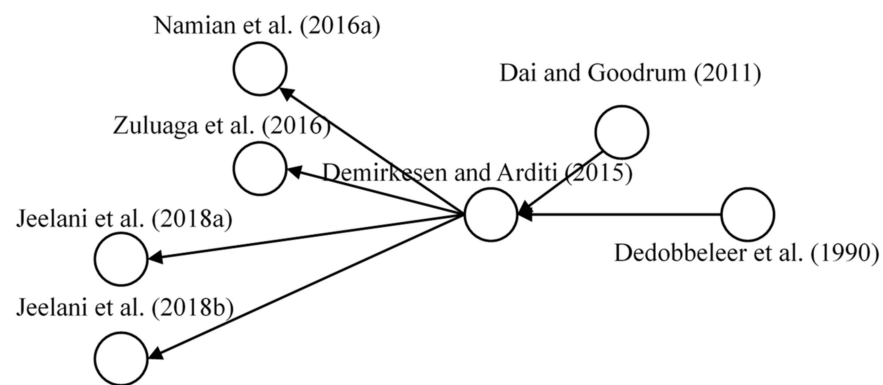 Namian et al. (2016a)
Dai and Goodrum (2011)
Zuluaga et al. (2016)
Demirkesen and Arditi (2015)
Jeelani et al. (2018a)
Dedobbeleer et al. (1990)
Jeelani et al. (2018b)